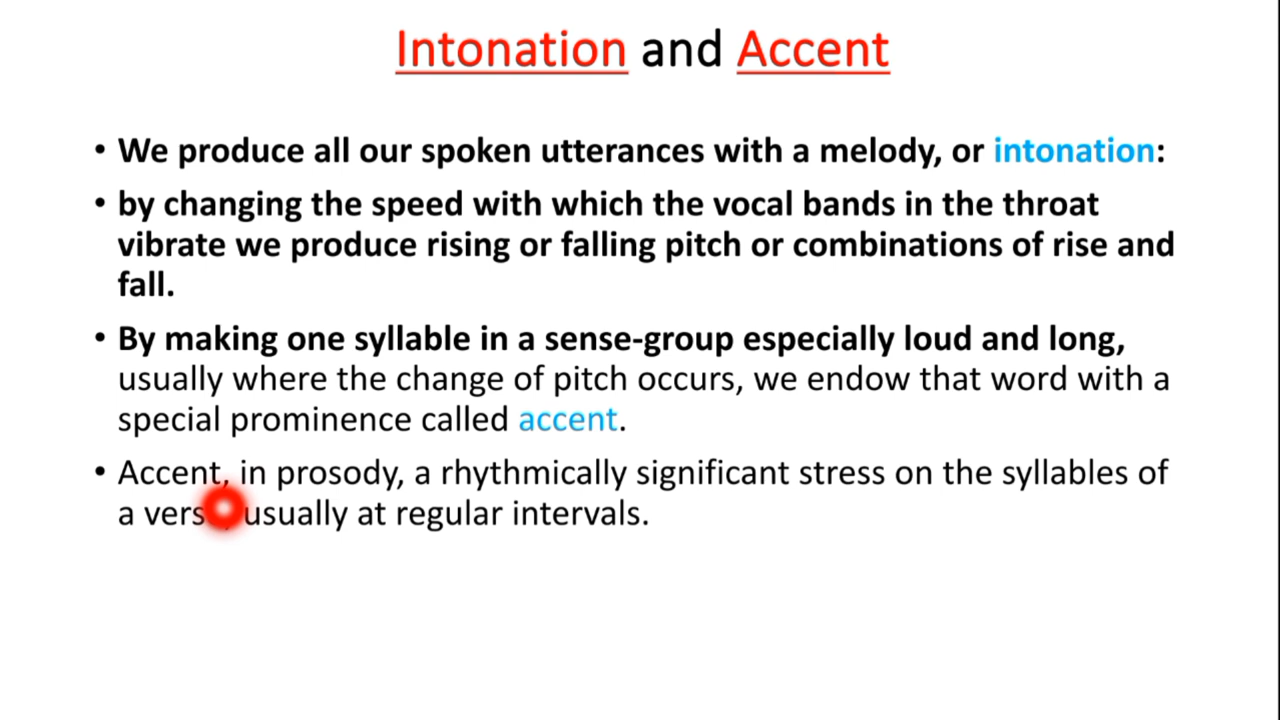 Intonation and Accent
• We produce all our spoken utterances with a melody, or intonation:
• by changing the speed with which the vocal bands in the throat
vibrate we produce rising or falling pitch or combinations of rise and
fall.
• By making one syllable in a sense-group especially loud and long,
usually where the change of pitch occurs, we endow that word with a
special prominence called accent.
• Accent, in prosody, a rhythmically significant stress on the syllables of
a usually at regular intervals.